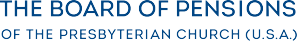 THE BOARD OF PENSIONS
OF THE PRESBYTERIAN CHURCH (U.S.A.)